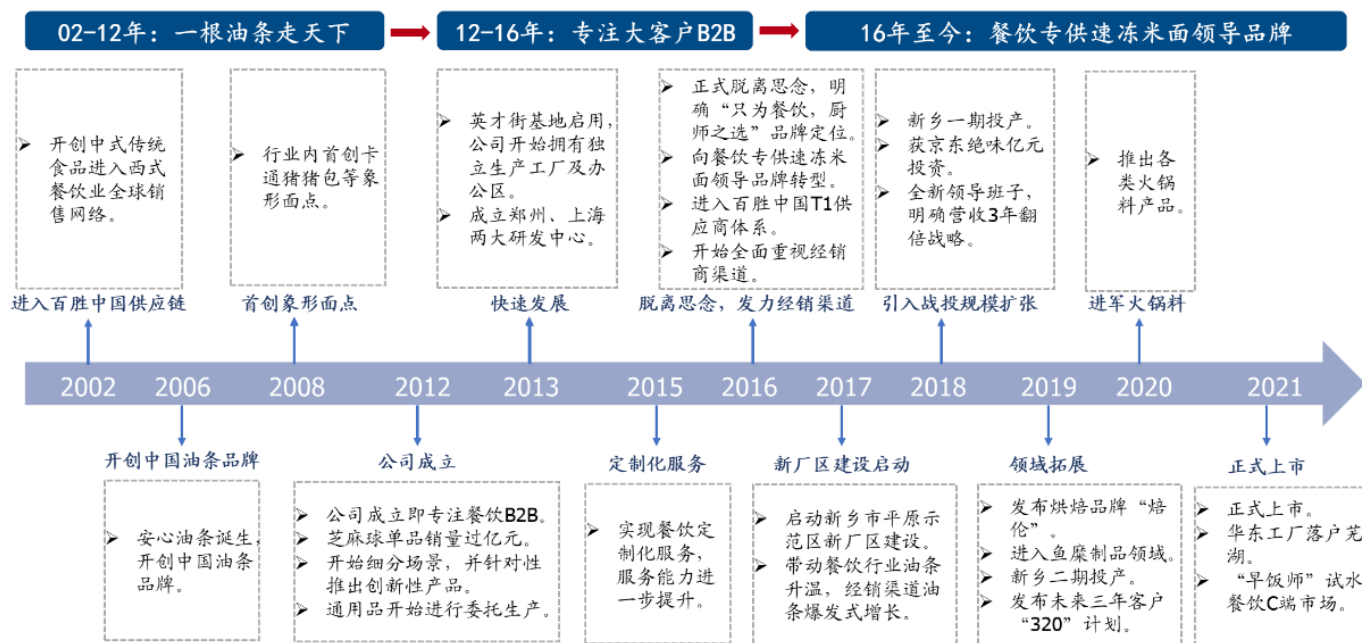 02-12年：一根油条走天下
12-16年：专注大客户B2B
16年至今：餐饮专供速冻米面领导品牌
➢ 开创中式传统
食品进入西式
餐饮业全球销
售网络。
➢ 行业内首创卡
通猪猪包等象
形面点。
➢ 英才街基地启用，
公司开始拥有独
立生产工厂及办
公区。
➢ 成立郑州、上海
两大研发中心。
➢ 正式脱离思念，明
确“只为餐饮，厨
师之选”品牌定位。
➢ 向餐饮专供速冻米
面领导品牌转型。
➢ 进入百胜中国T1供
应商体系。
➢ 开始全面重视经销
商渠道。
➢ 新乡一期投产。
➢ 获京东绝味亿元
投资。
➢ 全新领导班子，
明确营收3年翻
倍战略。
➢ 推出各
类火锅
料产品。
进入百胜中国供应链
首创象形面点
快速发展
脱离思念，发力经销渠道
引入战投规模扩张
进军火锅料
2002
2006
2008
2012
2013
2015
2016
2017
2018
2019
2020
2021
开创中国油条品牌
公司成立
定制化服务
新厂区建设启动
领域拓展
正式上市
➢ 安心油条诞生，
开创中国油条
品牌。
➢ 公司成立即专注餐饮B2B。
➢ 芝麻球单品销量过亿元。
➢ 开始细分场景，并针对性
推出创新性产品。
➢ 通用品开始进行委托生产。
➢ 实现餐饮定
制化服务，
服务能力进
一步提升。
➢ 启动新乡市平原示
范区新厂区建设。
➢ 带动餐饮行业油条
升温，经销渠道油
条爆发式增长。
➢ 发布烘焙品牌“焙
伦”。
➢ 进入鱼糜制品领域。
➢ 新乡二期投产。
➢ 发布未来三年客户
“320”计划。
➢ 正式上市。
➢ 华东工厂落户芜
湖。
➢ “早饭师”试水
餐饮C端市场。